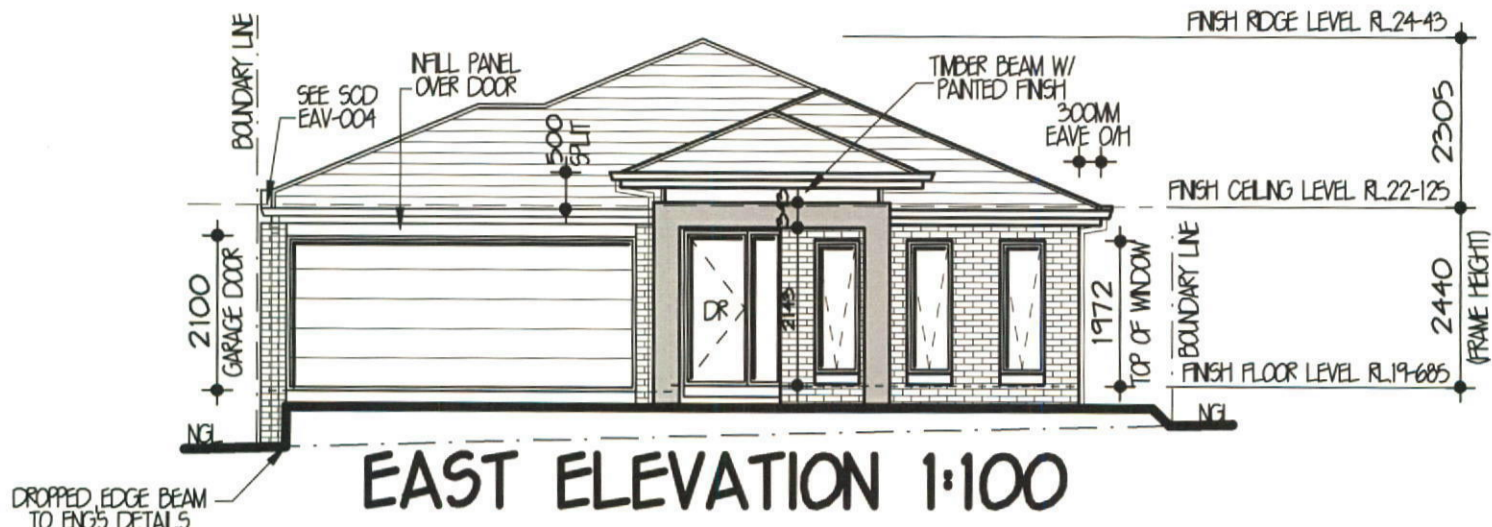 FINISH RIDGE LEVEL RL.24-43
BOUNDARY LINE
INFILL PANEL
OVER DOOR
TIMBER BEAM W/
PAINTED FINISH
SEE SCD
EAV-004
300MM
EAVE O/H
2305
500
SPLIT
FINISH CEILING LEVEL RL.22-125
2100
GARAGE DOOR
DR
2145
1972
TOP OF WINDOW
BOUNDARY LINE
2440
(FRAME HEIGHT)
FINISH FLOOR LEVEL RL.19-685
NGL
NGL
EAST ELEVATION 1:100
DROPPED EDGE BEAM
TO ENG'S DETAILS